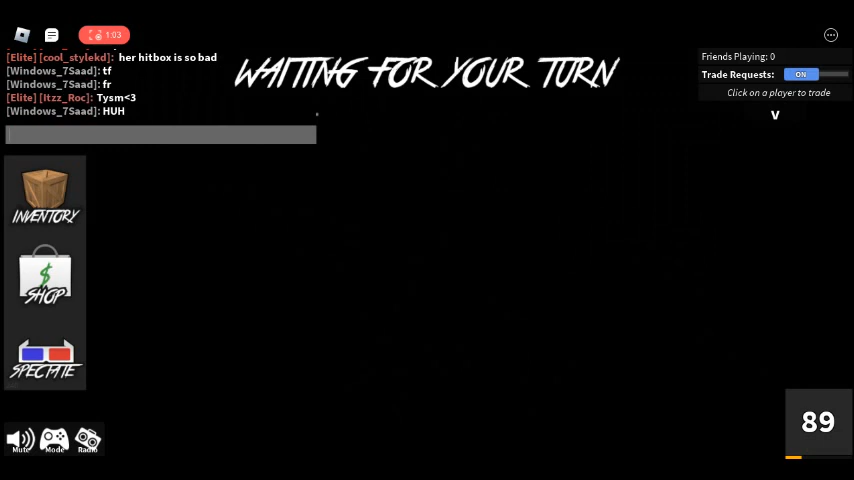 1:03
[Elite] [cool_stylekd]: her hitbox is so bad
[Windows_7Saad]: tf
[Windows_7Saad]: fr
[Elite] [Itzz_Roc]: Tysm<3
[Windows_7Saad]: HUH
WAITING FOR YOUR TURN
Friends Playing: 0
Trade Requests: ON
Click on a player to trade
V
INVENTORY
$
SHOP
SPECTATE
Mute Mode Radio
89